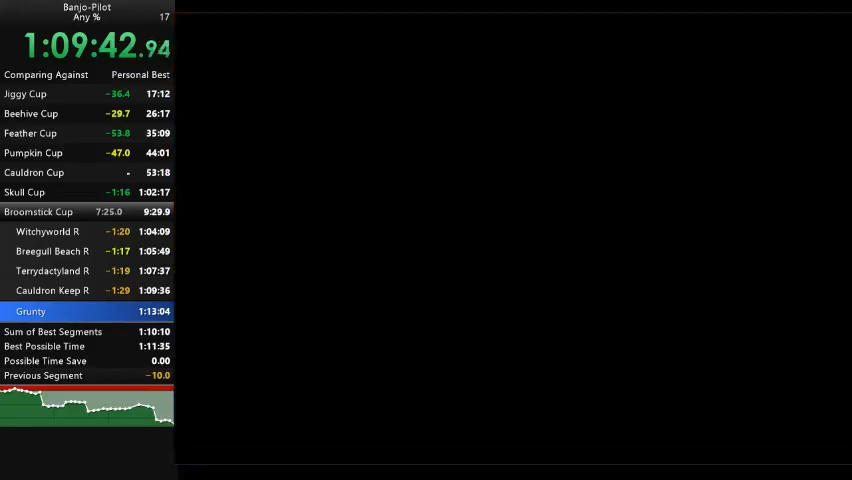 Banjo-Pilot
Any % 17
1:09:42.94
Comparing Against Personal Best
Jiggy Cup -36.4 17:12
Beehive Cup -29.7 26:17
Feather Cup -53.8 35:09
Pumpkin Cup -47.0 44:01
Cauldron Cup - 53:18
Skull Cup -1:16 1:02:17
Broomstick Cup 7:25.0 9:29.9
Witchyworld R -1:20 1:04:09
Breegull Beach R -1:17 1:05:49
Terrydactyland R -1:19 1:07:37
Cauldron Keep R -1:29 1:09:36
Grunty 1:13:04
Sum of Best Segments 1:10:10
Best Possible Time 1:11:35
Possible Time Save 0.00
Previous Segment -10.0